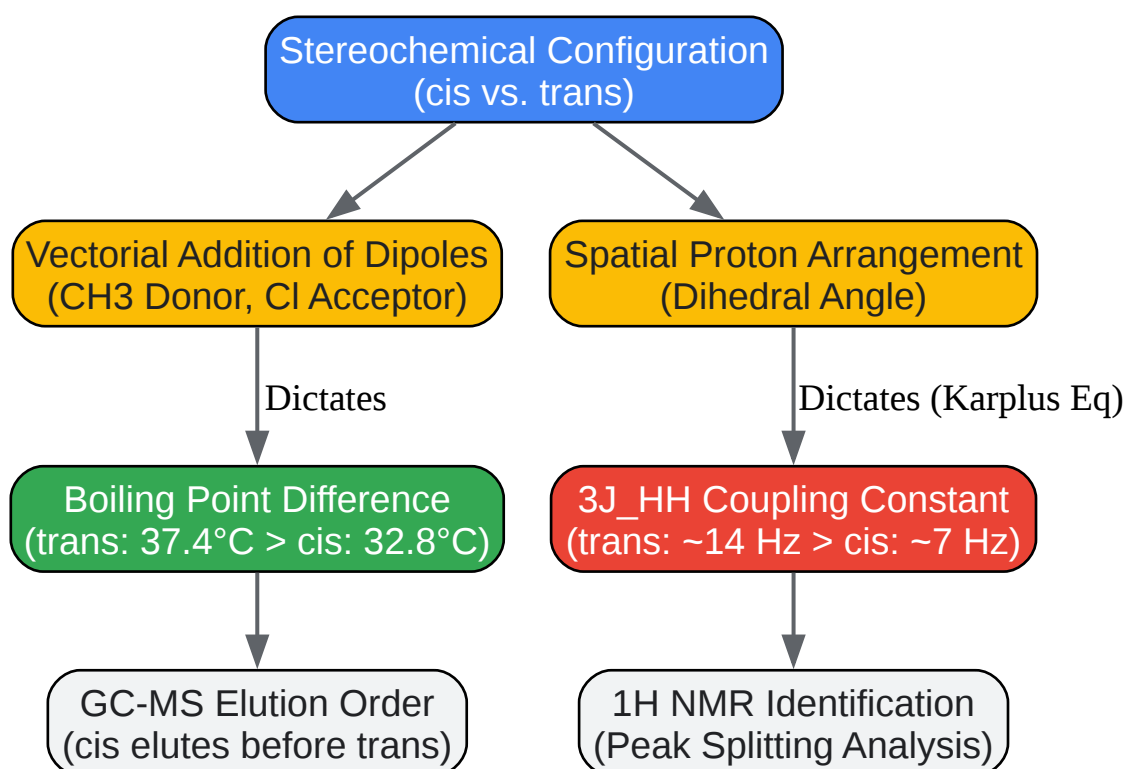 Stereochemical Configuration
(cis vs. trans)
Vectorial Addition of Dipoles
(CH3 Donor, Cl Acceptor)
Spatial Proton Arrangement
(Dihedral Angle)
Dictates
Dictates (Karplus Eq)
Boiling Point Difference
(trans: 37.4°C > cis: 32.8°C)
3J_HH Coupling Constant
(trans: ~14 Hz > cis: ~7 Hz)
GC-MS Elution Order
(cis elutes before trans)
1H NMR Identification
(Peak Splitting Analysis)